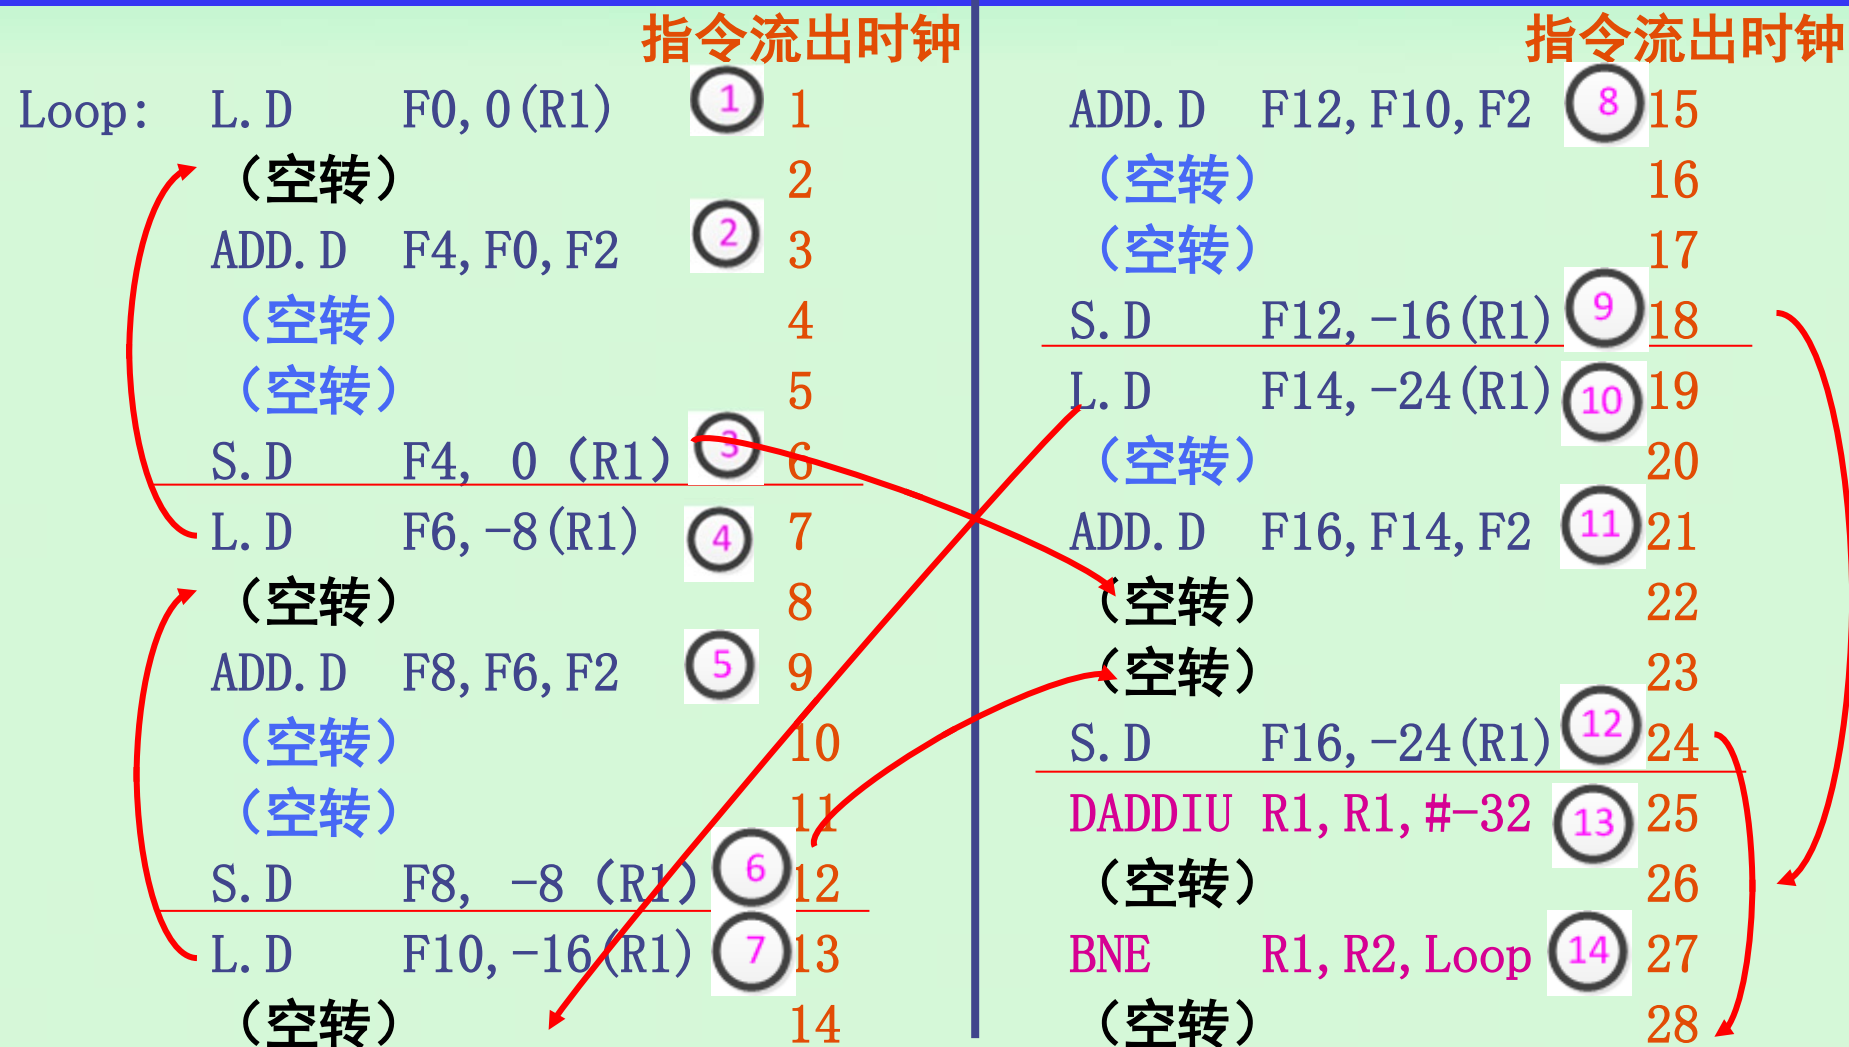 指令流出时钟
Loop: L.D F0,0(R1) 1 1
(空转) 2
ADD.D F4,F0,F2 2 3
(空转) 4
(空转) 5
S.D F4, 0 (R1) 3 6
L.D F6,-8(R1) 4 7
(空转) 8
ADD.D F8,F6,F2 5 9
(空转) 10
(空转) 11
S.D F8, -8 (R1) 6 12
L.D F10,-16(R1) 7 13
(空转) 14
指令流出时钟
ADD.D F12,F10,F2 8 15
(空转) 16
(空转) 17
S.D F12,-16(R1) 9 18
L.D F14,-24(R1) 10 19
(空转) 20
ADD.D F16,F14,F2 11 21
(空转) 22
(空转) 23
S.D F16,-24(R1) 12 24
DADDIU R1,R1,#-32 13 25
(空转) 26
BNE R1,R2,Loop 14 27
(空转) 28